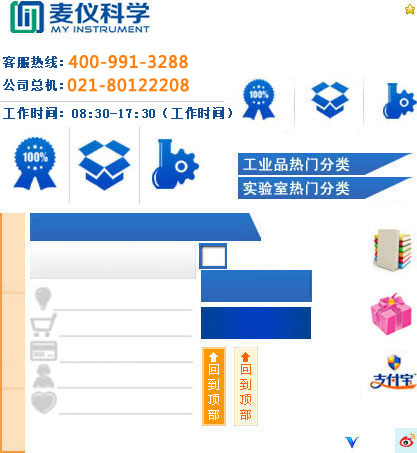 麦仪科学
MY INSTRUMENT
客服热线：400-991-3288
公司总机：021-80122208
工作时间：08:30-17:30（工作时间）
100%
100%
工业品热门分类
实验室热门分类
回到顶部
回到顶部
支付宝